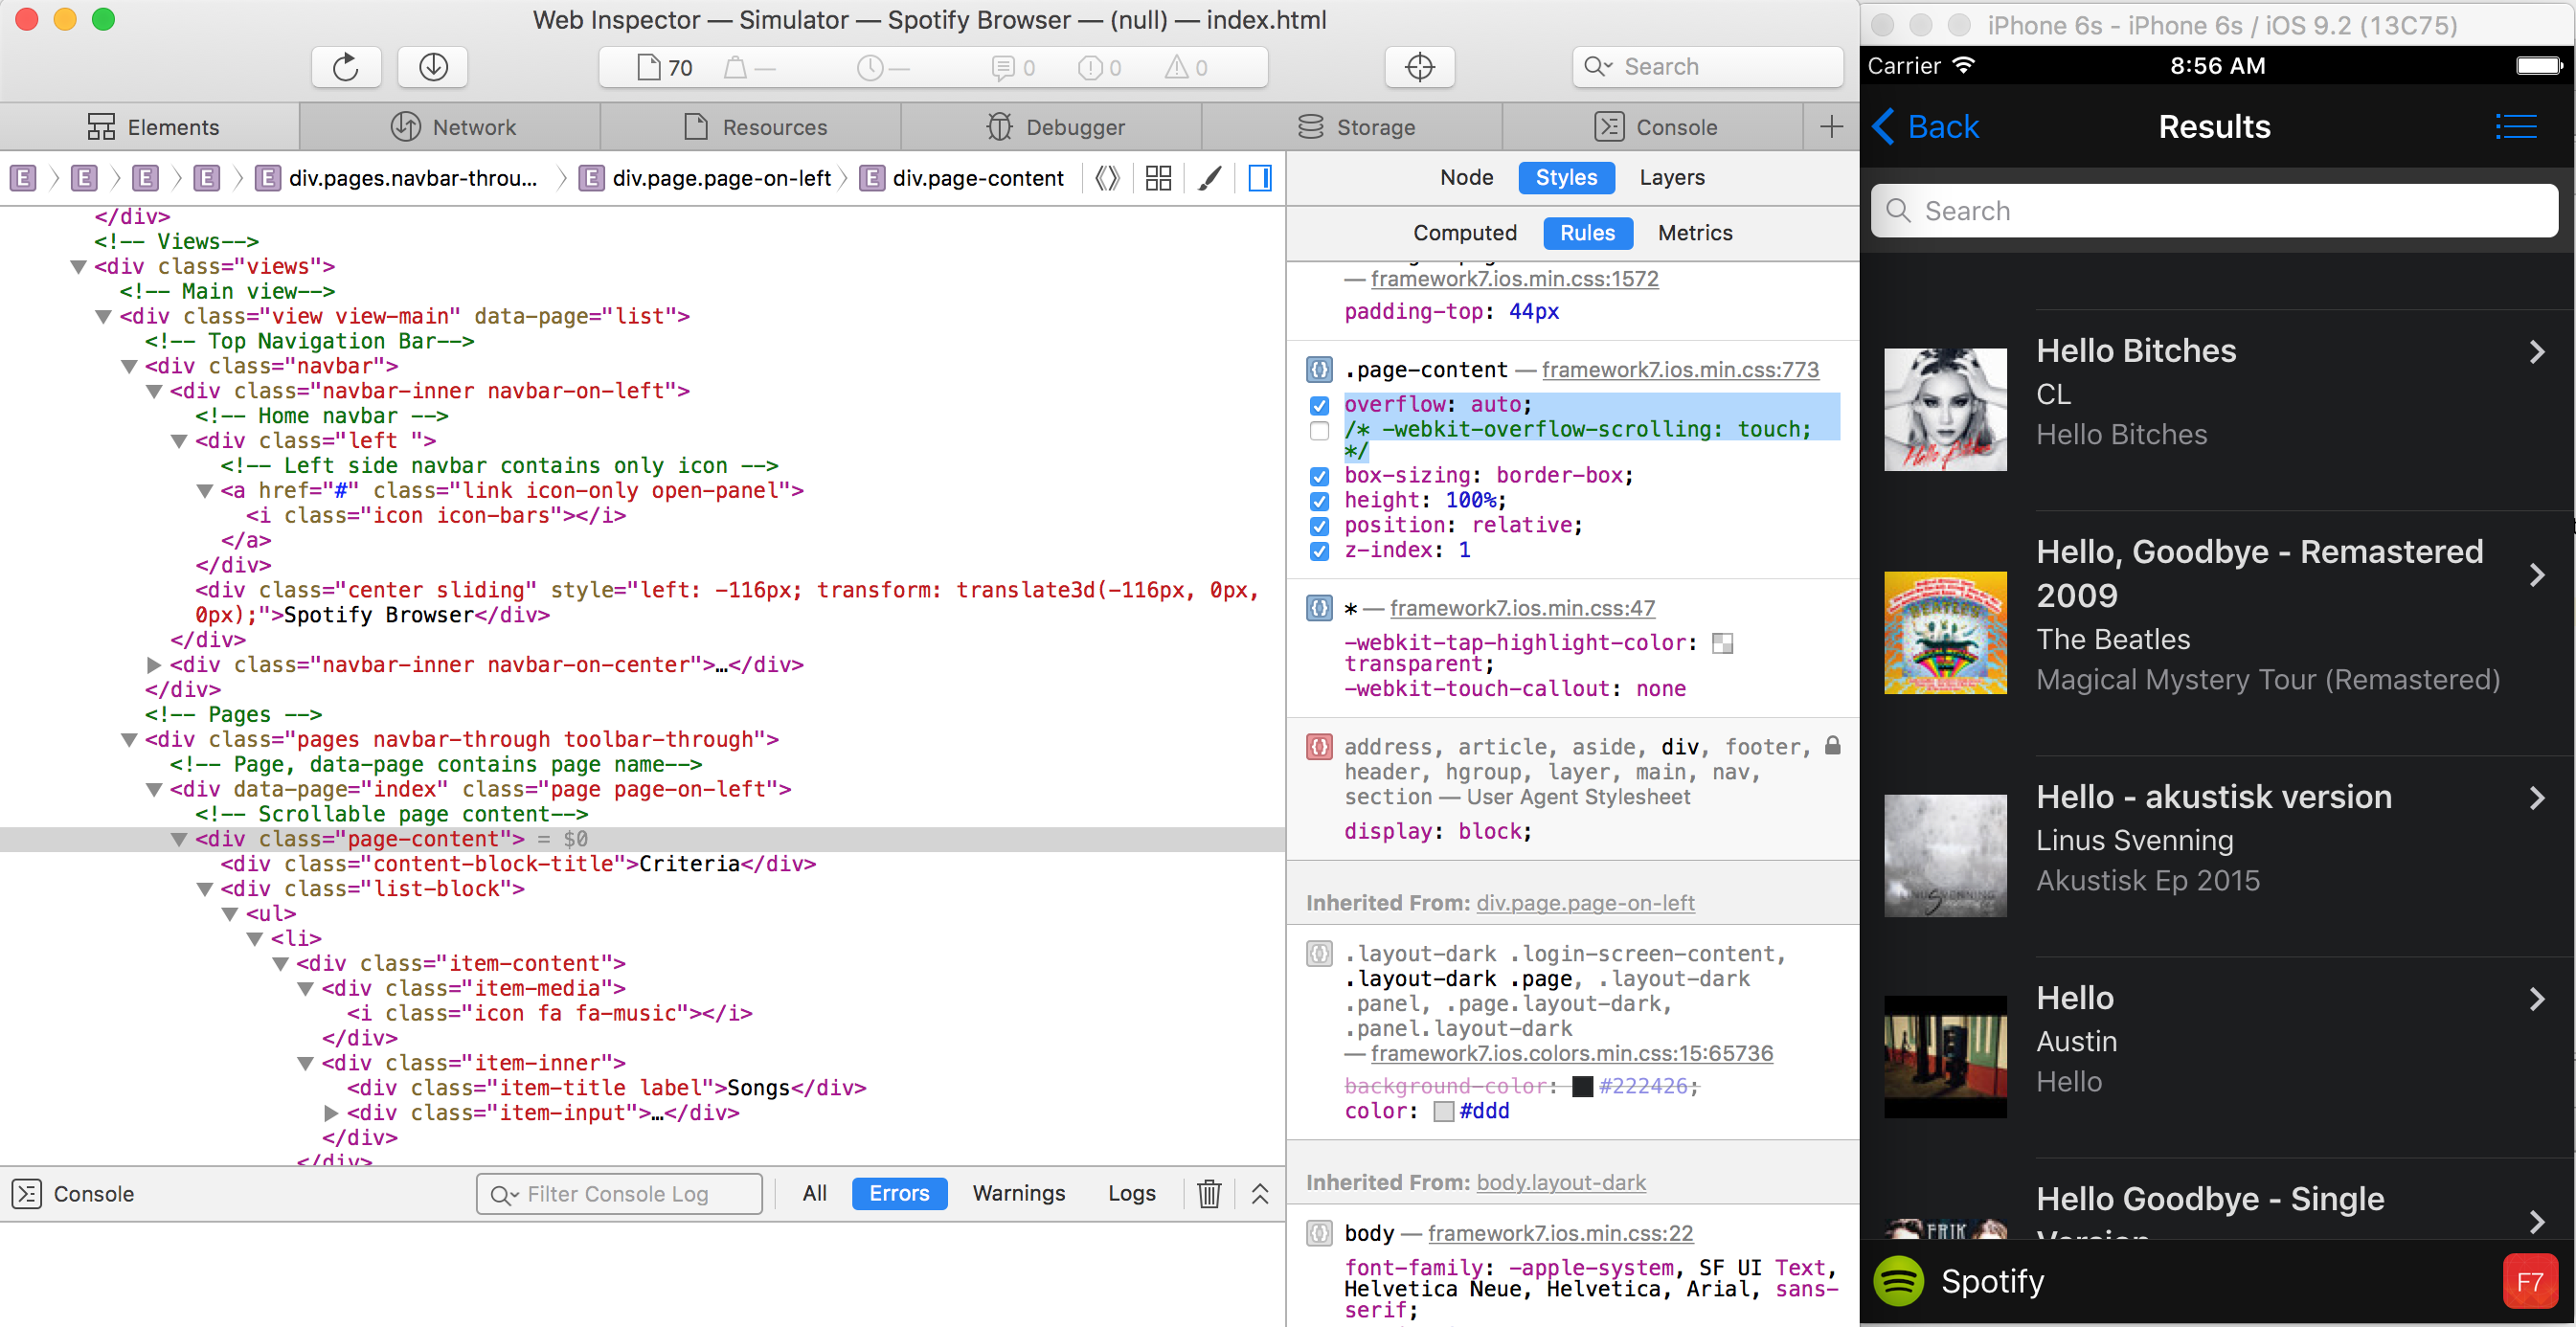 Web Inspector — Simulator — Spotify Browser — (null) — index.html
70 — — 0 0 0 Search
Elements Network Resources Debugger Storage Console +
E E E E E div.pages.navbar-throu... E div.page.page-on-left E div.page-content
</div>
<!-- Views-->
<div class="views">
<!-- Main view-->
<div class="view view-main" data-page="list">
<!-- Top Navigation Bar-->
<div class="navbar">
<div class="navbar-inner navbar-on-left">
<!-- Home navbar -->
<div class="left ">
<!-- Left side navbar contains only icon -->
<a href="#" class="link icon-only open-panel">
<i class="icon icon-bars"></i>
</a>
</div>
<div class="center sliding" style="left: -116px; transform: translate3d(-116px, 0px,
0px);">Spotify Browser</div>
</div>
<div class="navbar-inner navbar-on-center">…</div>
</div>
<!-- Pages -->
<div class="pages navbar-through toolbar-through">
<!-- Page, data-page contains page name-->
<div data-page="index" class="page page-on-left">
<!-- Scrollable page content-->
<div class="page-content"> = $0
<div class="content-block-title">Criteria</div>
<div class="list-block">
<ul>
<li>
<div class="item-content">
<div class="item-media">
<i class="icon fa fa-music"></i>
</div>
<div class="item-inner">
<div class="item-title label">Songs</div>
<div class="item-input">…</div>
</div>
</div>
Console Filter Console Log All Errors Warnings Logs
Node Styles Layers
Computed Rules Metrics
— framework7.ios.min.css:1572
padding-top: 44px
.page-content — framework7.ios.min.css:773
overflow: auto;
/* -webkit-overflow-scrolling: touch;
*/
box-sizing: border-box;
height: 100%;
position: relative;
z-index: 1
* — framework7.ios.min.css:47
-webkit-tap-highlight-color:
transparent;
-webkit-touch-callout: none
address, article, aside, div, footer,
header, hgroup, layer, main, nav,
section — User Agent Stylesheet
display: block;
Inherited From: div.page.page-on-left
.layout-dark .login-screen-content,
.layout-dark .page, .layout-dark
.panel, .page.layout-dark,
.panel.layout-dark
— framework7.ios.colors.min.css:15:65736
background-color: #222426;
color: #ddd
Inherited From: body.layout-dark
body — framework7.ios.min.css:22
font-family: -apple-system, SF UI Text,
Helvetica Neue, Helvetica, Arial, sans-
serif;
iPhone 6s - iPhone 6s / iOS 9.2 (13C75)
Carrier 8:56 AM
Back Results
Search
Hello Bitches
CL
Hello Bitches
Hello, Goodbye - Remastered
2009
The Beatles
Magical Mystery Tour (Remastered)
Hello - akustisk version
Linus Svenning
Akustisk Ep 2015
Hello
Austin
Hello
Hello Goodbye - Single
Version
Spotify F7